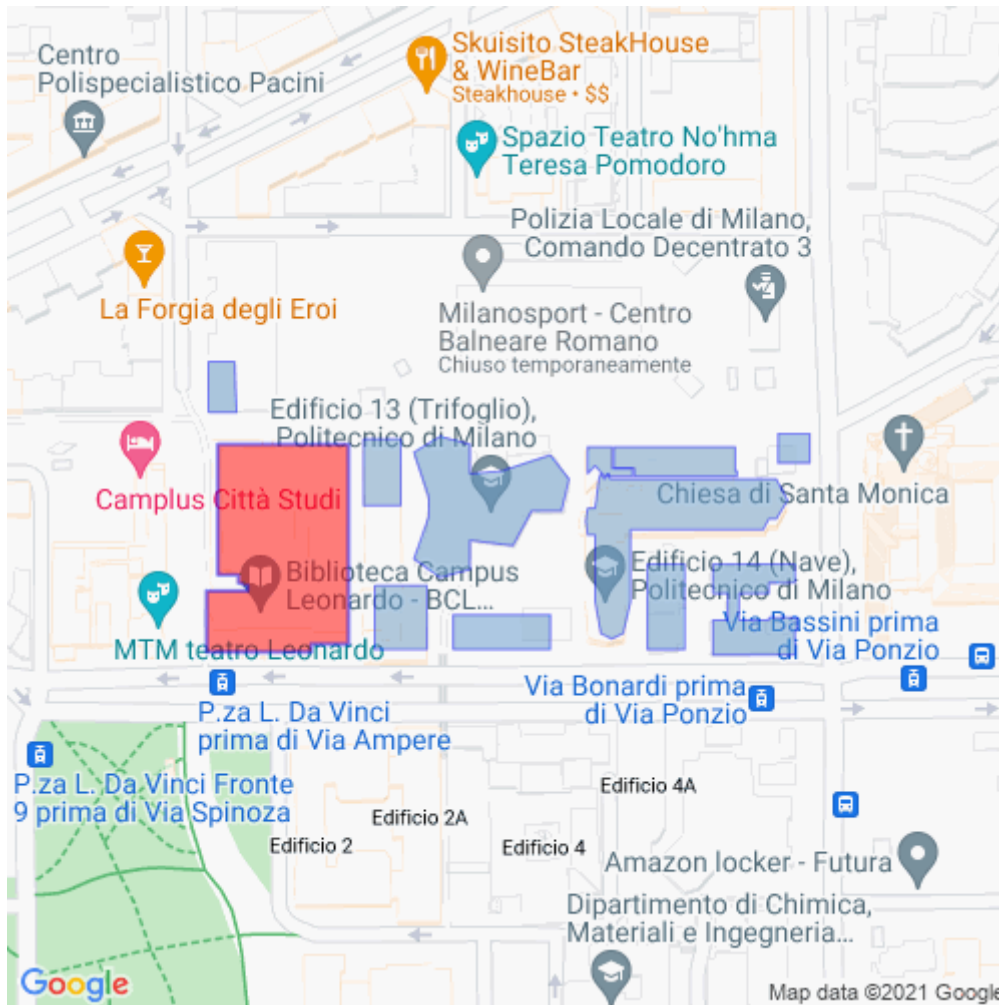 Skuisito SteakHouse
& WineBar
Steakhouse • $$
Centro
Polispecialistico Pacini
Spazio Teatro No'hma
Teresa Pomodoro
Polizia Locale di Milano,
Comando Decentrato 3
La Forgia degli Eroi
Milanosport - Centro
Balneare Romano
Chiuso temporaneamente
Edificio 13 (Trifoglio),
Politecnico di Milano
Camplus Città Studi
Chiesa di Santa Monica
Biblioteca Campus
Leonardo - BCL...
Edificio 14 (Nave),
Politecnico di Milano
MTM teatro Leonardo
Via Bassini prima
di Via Ponzio
Via Bonardi prima
di Via Ponzio
P.za L. Da Vinci
prima di Via Ampere
P.za L. Da Vinci Fronte
9 prima di Via Spinoza
Edificio 4A
Edificio 2A
Edificio 2
Edificio 4
Amazon locker - Futura
Dipartimento di Chimica,
Materiali e Ingegneria...
Google
Map data ©2021 Google